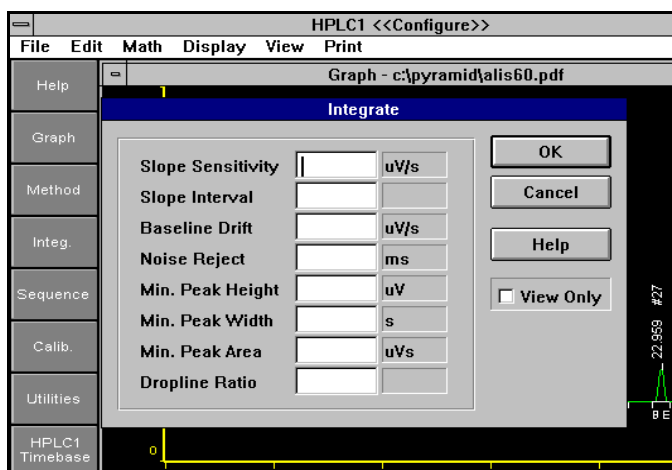 HPLC1 <<Configure>>
File Edit Math Display View Print
Help
Graph
Method
Integ.
Sequence
Calib.
Utilities
HPLC1
Timebase
Graph - c:\pyramid\alis60.pdf
1
Integrate
Slope Sensitivity uV/s
Slope Interval
Baseline Drift uV/s
Noise Reject ms
Min. Peak Height uV
Min. Peak Width s
Min. Peak Area uVs
Dropline Ratio
OK
Cancel
Help
View Only
22.959 #27
B E
0